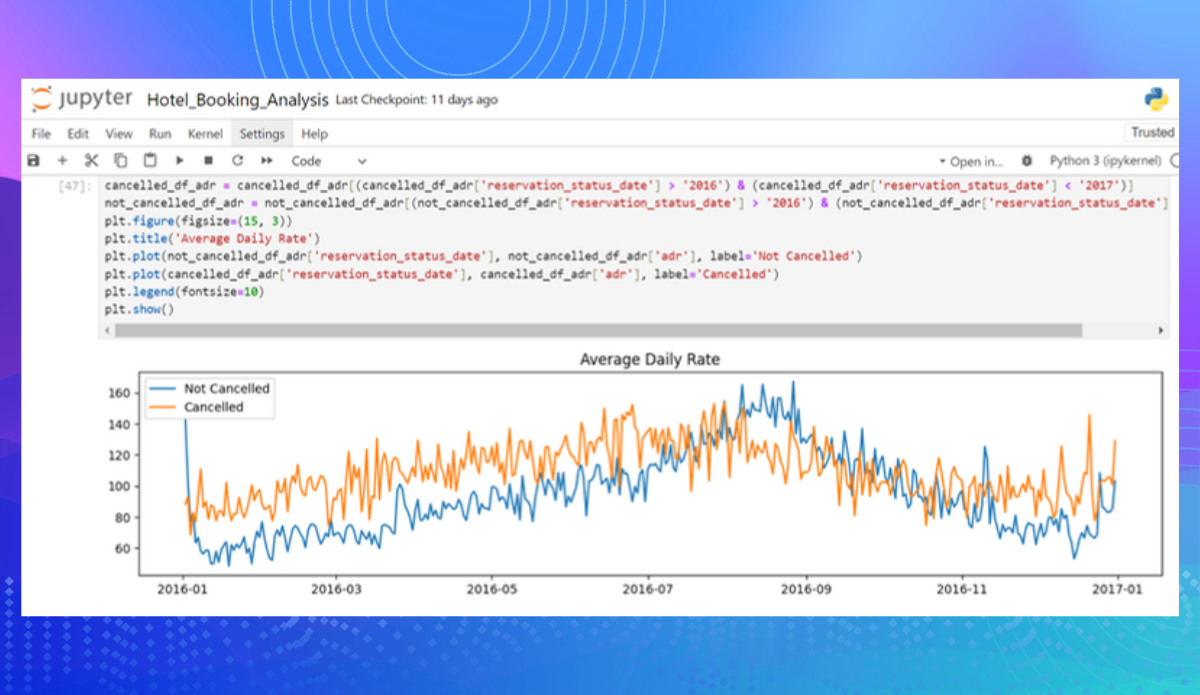 jupyter Hotel_Booking_Analysis Last Checkpoint: 11 days ago
File Edit View Run Kernel Settings Help Trusted
Code Open in... Python 3 (ipykernel)
[47]: cancelled_df_adr = cancelled_df_adr[(cancelled_df_adr['reservation_status_date'] > '2016') & (cancelled_df_adr['reservation_status_date'] < '2017')]
not_cancelled_df_adr = not_cancelled_df_adr[(not_cancelled_df_adr['reservation_status_date'] > '2016') & (not_cancelled_df_adr['reservation_status_date']
plt.figure(figsize=(15, 3))
plt.title('Average Daily Rate')
plt.plot(not_cancelled_df_adr['reservation_status_date'], not_cancelled_df_adr['adr'], label='Not Cancelled')
plt.plot(cancelled_df_adr['reservation_status_date'], cancelled_df_adr['adr'], label='Cancelled')
plt.legend(fontsize=10)
plt.show()
Average Daily Rate
Not Cancelled
Cancelled
160
140
120
100
80
60
2016-01 2016-03 2016-05 2016-07 2016-09 2016-11 2017-01